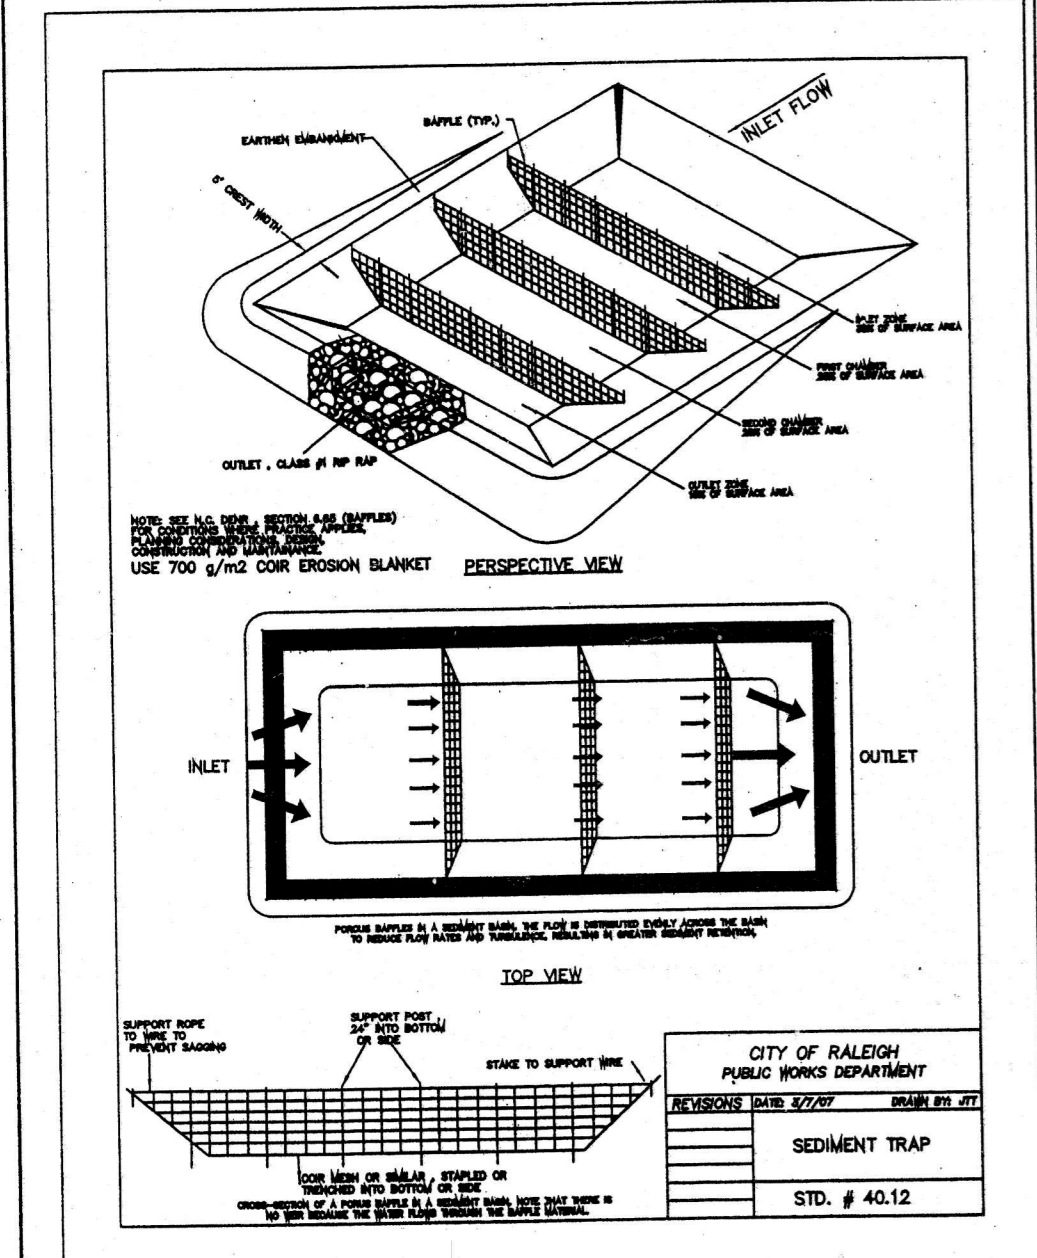 INLET FLOW
BAFFLE (TYP.)
EARTHEN EMBANKMENT
CREST WIDTH
INLET ZONE
OF SURFACE AREA
FIRST CHAMBER
OF SURFACE AREA
SECOND CHAMBER
OF SURFACE AREA
OUTLET ZONE
OF SURFACE AREA
OUTLET , CLASS RIP RAP
NOTE: SEE N.C. DENR , SECTION 6.65 (BAFFLES)
FOR CONDITIONS WHERE PRACTICE APPLIES,
PLANNING CONSIDERATIONS, DESIGN,
CONSTRUCTION AND MAINTAINANCE.
USE 700 g/m2 COIR EROSION BLANKET
PERSPECTIVE VIEW
INLET
OUTLET
POROUS BAFFLES IN A SEDIMENT BASIN. THE FLOW IS DISTRIBUTED EVENLY ACROSS THE BASIN
TO REDUCE FLOW RATES AND TURBULENCE, RESULTING IN GREATER SEDIMENT RETENTION.
TOP VIEW
SUPPORT ROPE
TO WIRE TO
PREVENT SAGGING
SUPPORT POST
24" INTO BOTTOM
OR SIDE
STAKE TO SUPPORT WIRE
COIR MESH OR SIMILAR , STAPLED OR
TRENCHED INTO BOTTOM OR SIDE
CROSS-SECTION OF A PORUS BAFFLE IN A SEDIMENT BASIN. NOTE THAT THERE IS
NO WEIR BECAUSE THE WATER FLOWS THROUGH THE BAFFLE MATERIAL.
CITY OF RALEIGH
PUBLIC WORKS DEPARTMENT
REVISIONS DATE: 3/7/07 DRAWN BY: JTT
SEDIMENT TRAP
STD. # 40.12